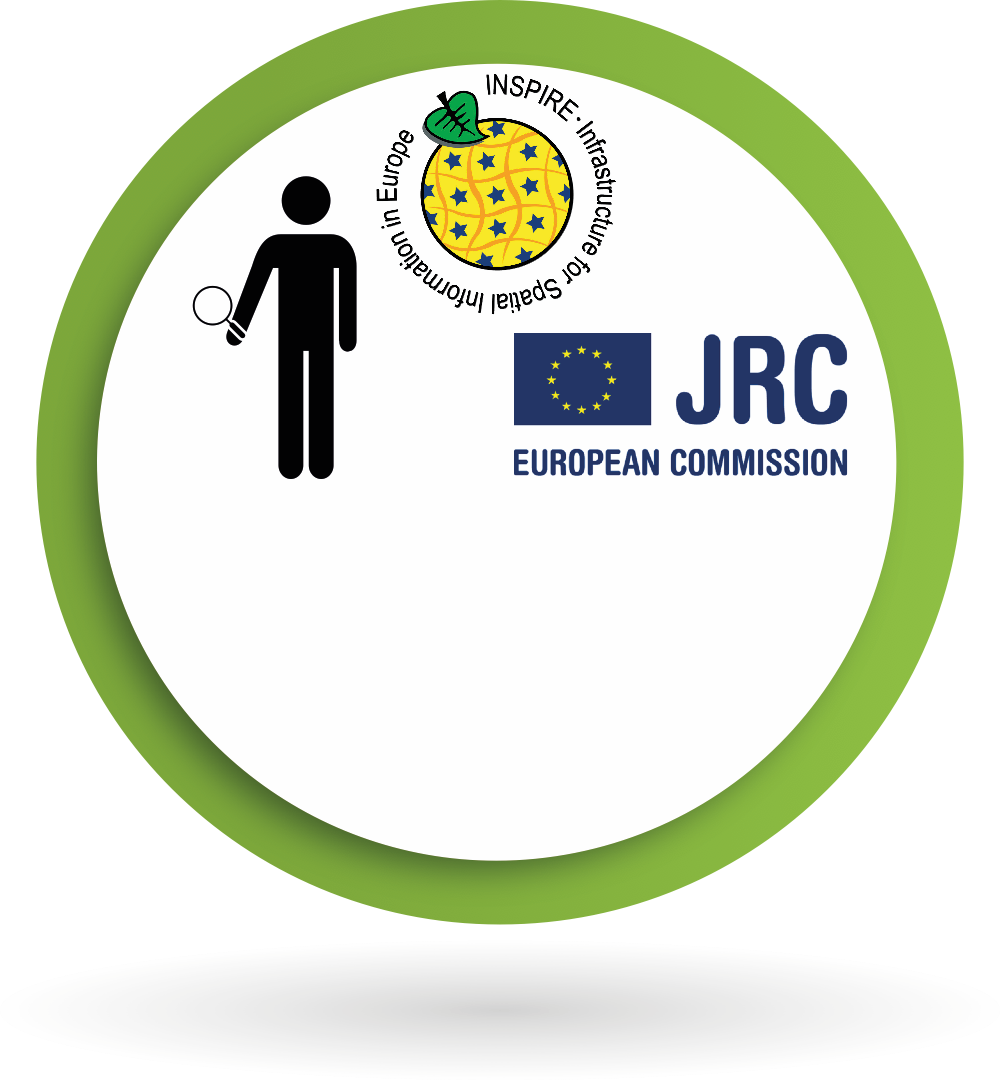 INSPIRE · Infrastructure for Spatial Information in Europe
JRC
EUROPEAN COMMISSION